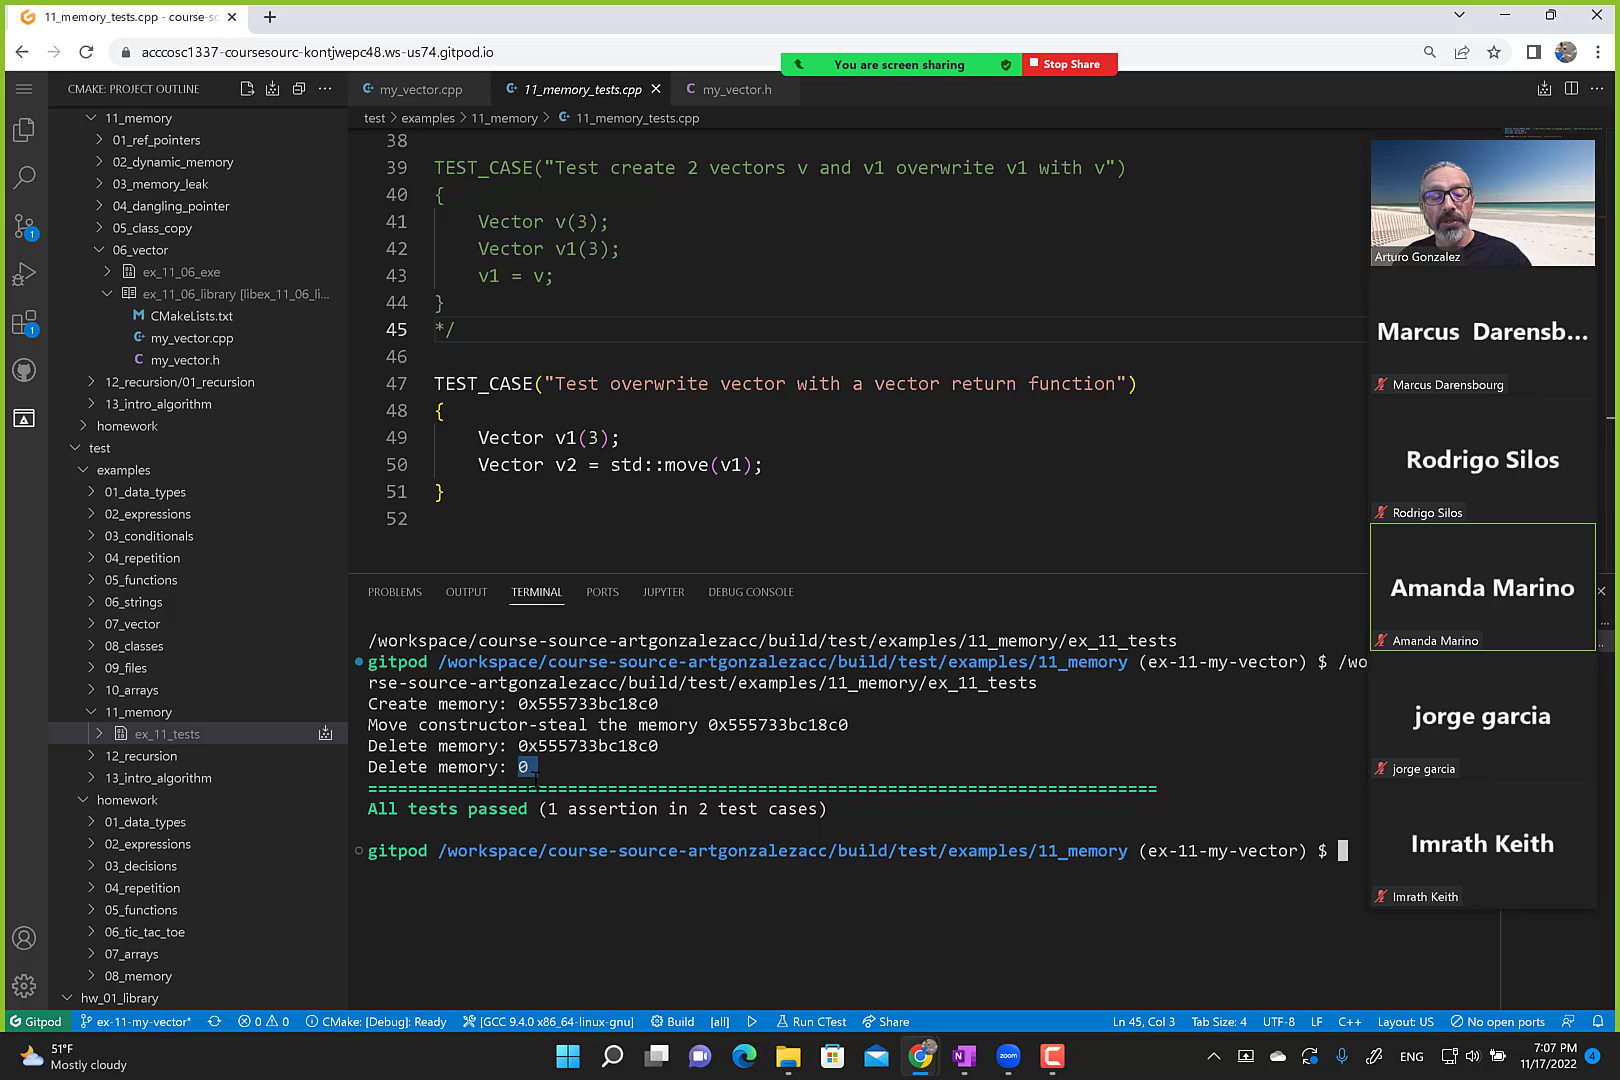 11_memory_tests.cpp - course-so
acccosc1337-coursesourc-kontjwepc48.ws-us74.gitpod.io
You are screen sharing
Stop Share
CMAKE: PROJECT OUTLINE
my_vector.cpp
11_memory_tests.cpp
my_vector.h
test > examples > 11_memory > 11_memory_tests.cpp
11_memory
01_ref_pointers
02_dynamic_memory
03_memory_leak
04_dangling_pointer
05_class_copy
06_vector
ex_11_06_exe
ex_11_06_library [libex_11_06_li...
CMakeLists.txt
my_vector.cpp
my_vector.h
12_recursion/01_recursion
13_intro_algorithm
homework
test
examples
01_data_types
02_expressions
03_conditionals
04_repetition
05_functions
06_strings
07_vector
08_classes
09_files
10_arrays
11_memory
ex_11_tests
12_recursion
13_intro_algorithm
homework
01_data_types
02_expressions
03_decisions
04_repetition
05_functions
06_tic_tac_toe
07_arrays
08_memory
hw_01_library
38
39 TEST_CASE("Test create 2 vectors v and v1 overwrite v1 with v")
40 {
41 Vector v(3);
42 Vector v1(3);
43 v1 = v;
44 }
45 */
46
47 TEST_CASE("Test overwrite vector with a vector return function")
48 {
49 Vector v1(3);
50 Vector v2 = std::move(v1);
51 }
52
PROBLEMS OUTPUT TERMINAL PORTS JUPYTER DEBUG CONSOLE
/workspace/course-source-artgonzalezacc/build/test/examples/11_memory/ex_11_tests
gitpod /workspace/course-source-artgonzalezacc/build/test/examples/11_memory (ex-11-my-vector) $ /wo
rse-source-artgonzalezacc/build/test/examples/11_memory/ex_11_tests
Create memory: 0x555733bc18c0
Move constructor-steal the memory 0x555733bc18c0
Delete memory: 0x555733bc18c0
Delete memory: 0
===============================================================================
All tests passed (1 assertion in 2 test cases)
gitpod /workspace/course-source-artgonzalezacc/build/test/examples/11_memory (ex-11-my-vector) $
Arturo Gonzalez
Marcus Darensb...
Marcus Darensbourg
Rodrigo Silos
Rodrigo Silos
Amanda Marino
Amanda Marino
jorge garcia
jorge garcia
Imrath Keith
Imrath Keith
1
1
Gitpod ex-11-my-vector* 0 0 CMake: [Debug]: Ready [GCC 9.4.0 x86_64-linux-gnu] Build [all] Run CTest Share Ln 45, Col 3 Tab Size: 4 UTF-8 LF C++ Layout: US No open ports
51°F
Mostly cloudy
zoom
ENG
7:07 PM
11/17/2022
4